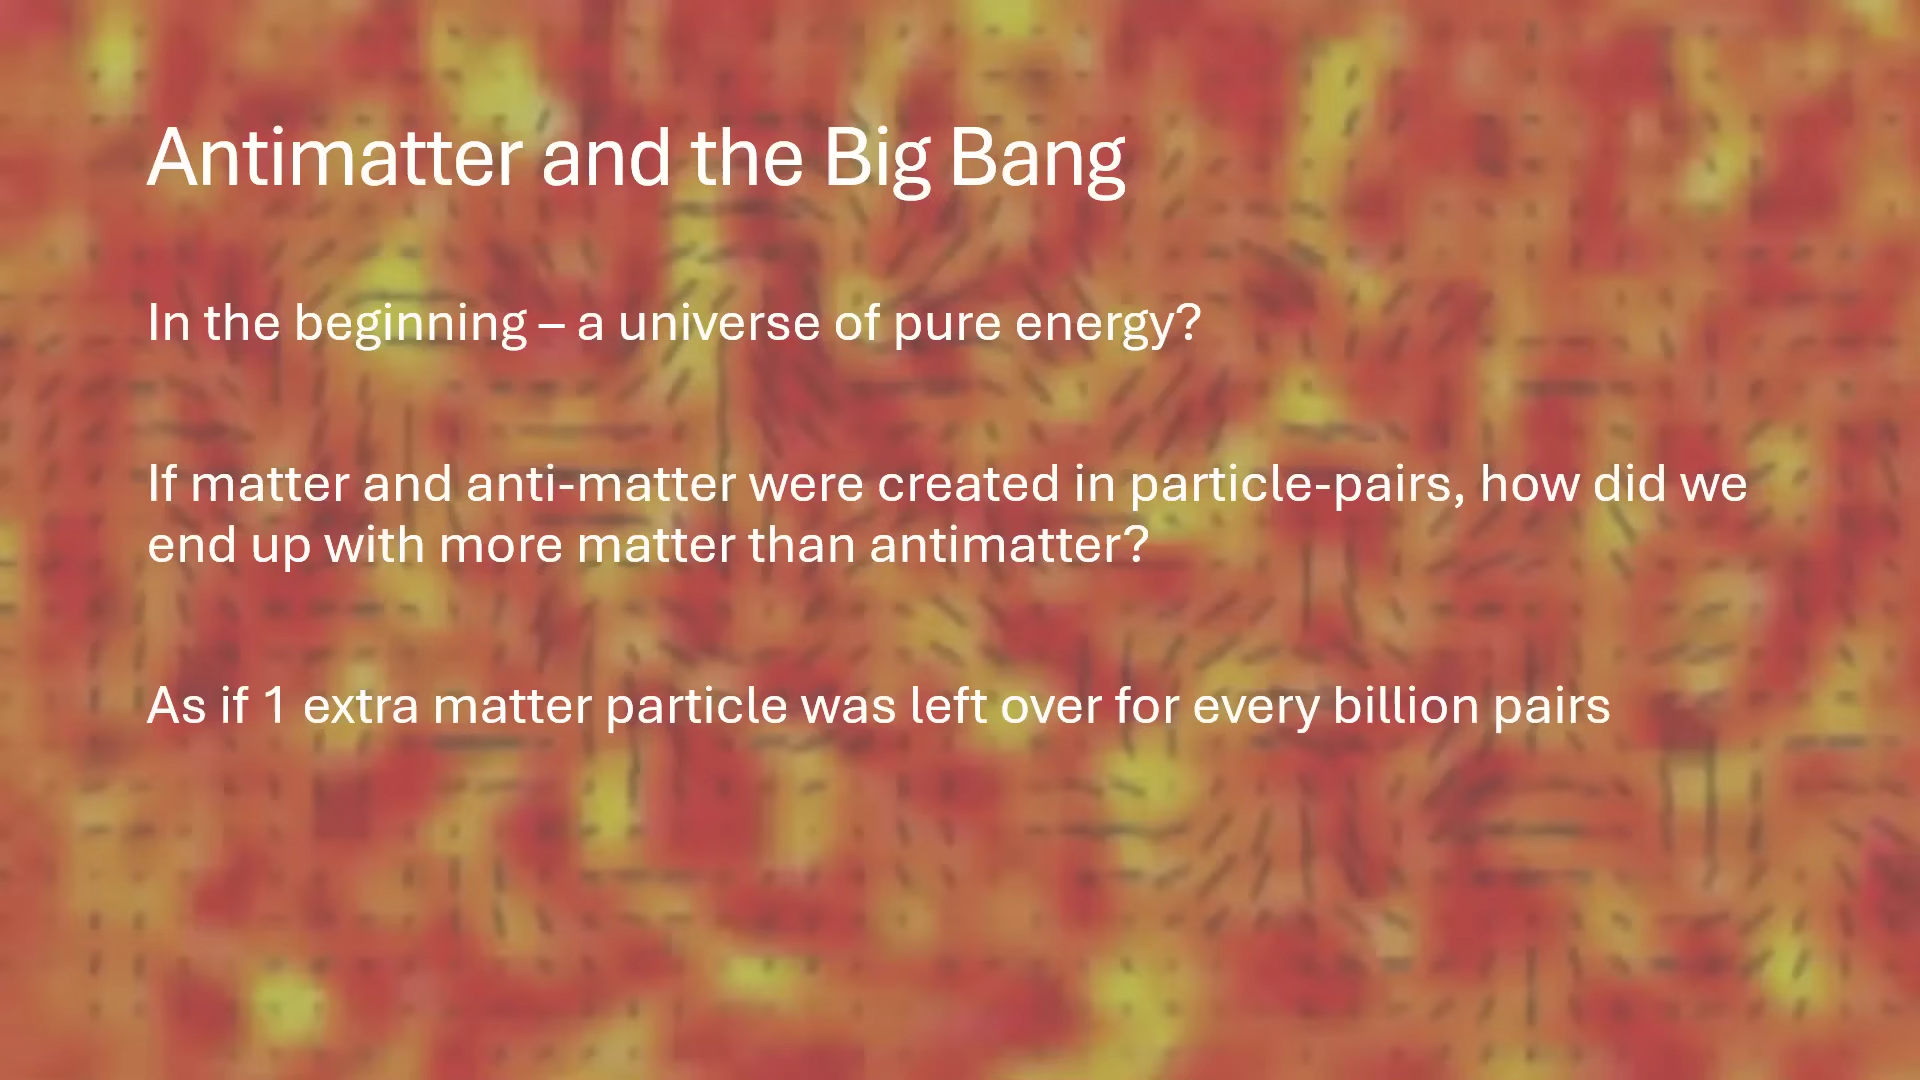 Antimatter and the Big Bang
In the beginning – a universe of pure energy?
If matter and anti-matter were created in particle-pairs, how did we
end up with more matter than antimatter?
As if 1 extra matter particle was left over for every billion pairs